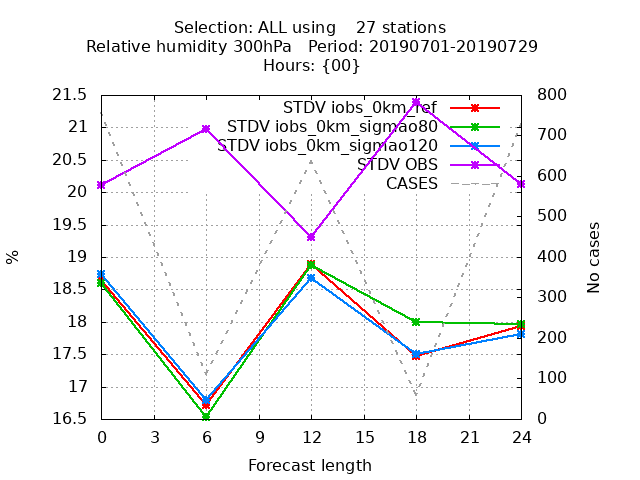 Selection: ALL using    27 stations
Relative humidity 300hPa   Period: 20190701-20190729
Hours: {00}
STDV iobs_0km_ref
STDV iobs_0km_sigmao80
STDV iobs_0km_sigmao120
STDV OBS
CASES
%
21.5
21
20.5
20
19.5
19
18.5
18
17.5
17
16.5
800
700
600
500
400
300
200
100
0
No cases
0 3 6 9 12 15 18 21 24
Forecast length